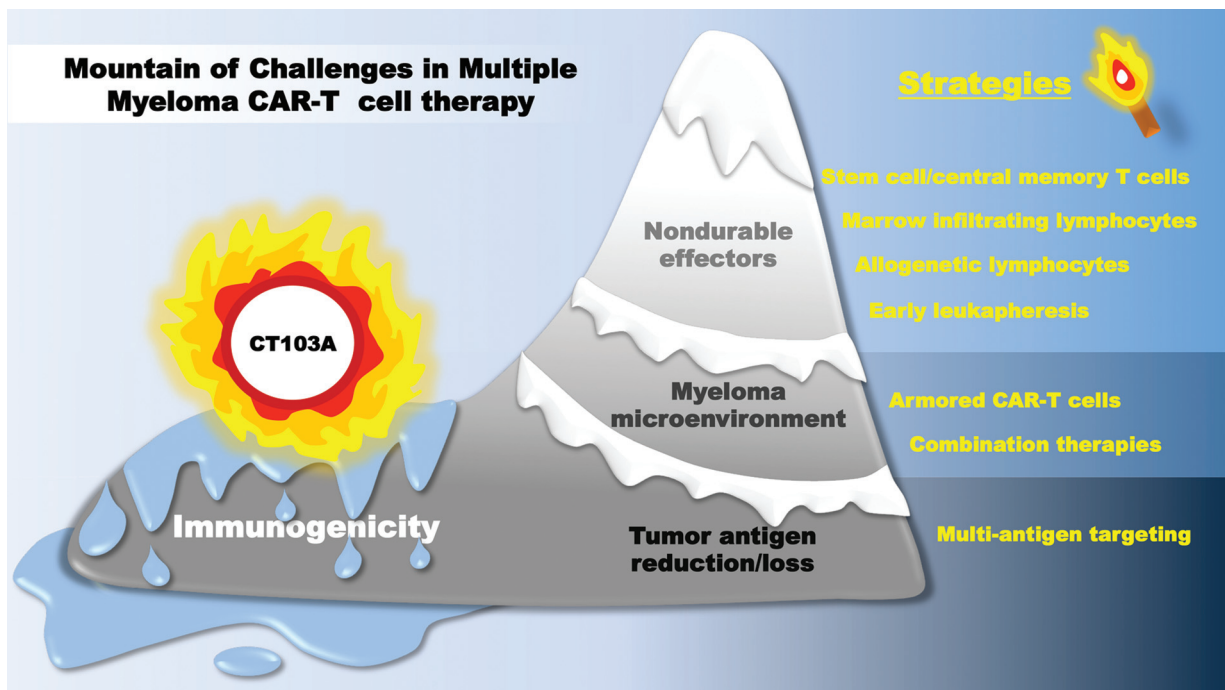 Mountain of Challenges in Multiple
Myeloma CAR-T cell therapy
Strategies
Stem cell/central memory T cells
Marrow infiltrating lymphocytes
Allogenetic lymphocytes
Early leukapheresis
Nondurable
effectors
CT103A
Myeloma
microenvironment
Armored CAR-T cells
Combination therapies
Immunogenicity
Tumor antigen
reduction/loss
Multi-antigen targeting